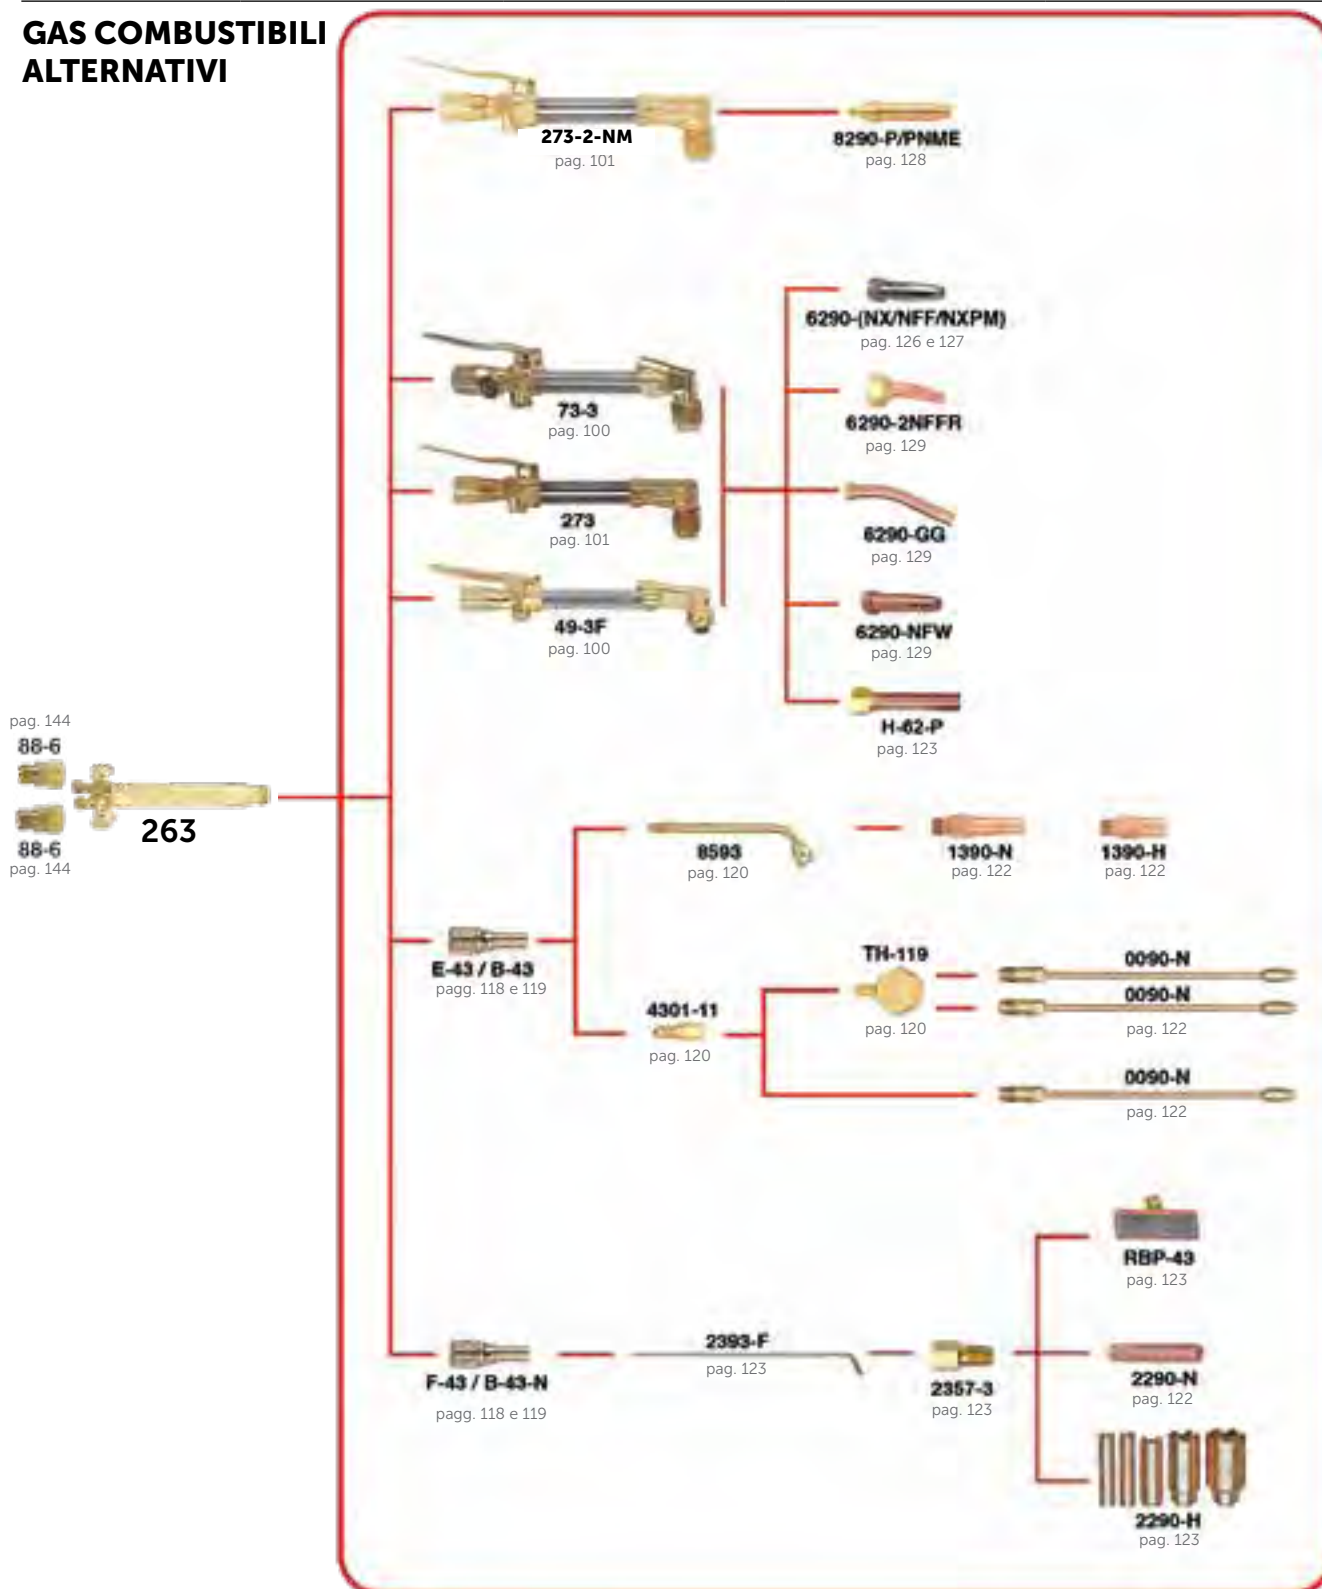 GAS COMBUSTIBILI
ALTERNATIVI
273-2-NM
pag. 101
8290-P/PNME
pag. 128
6290-(NX/NFF/NXPM)
pag. 126 e 127
73-3
pag. 100
6290-2NFFR
pag. 129
273
pag. 101
6290-GG
pag. 129
49-3F
pag. 100
6290-NFW
pag. 129
H-62-P
pag. 123
pag. 144
88-6
263
88-6
pag. 144
8593
pag. 120
1390-N
pag. 122
1390-H
pag. 122
E-43 / B-43
pagg. 118 e 119
TH-119
pag. 120
0090-N
0090-N
pag. 122
4301-11
pag. 120
0090-N
pag. 122
RBP-43
pag. 123
F-43 / B-43-N
pagg. 118 e 119
2393-F
pag. 123
2357-3
pag. 123
2290-N
pag. 122
2290-H
pag. 123